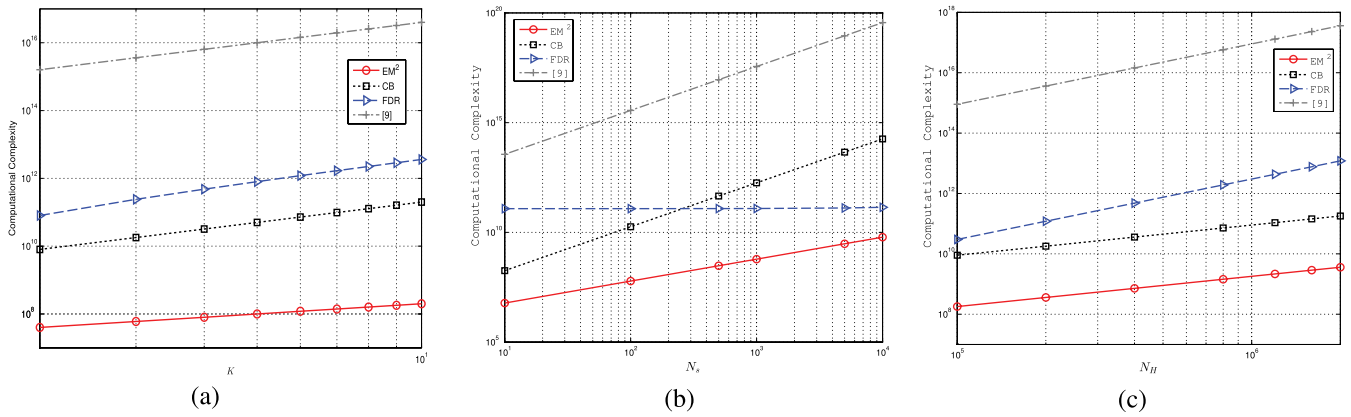 Computational Complexity
10^16
10^14
10^12
10^10
10^8
10^1
K
EM^2
CB
FDR
[9]
(a)
Computational Complexity
10^20
10^15
10^10
10^5
10^1
10^2
10^3
10^4
N_s
EM^2
CB
FDR
[9]
(b)
Computational Complexity
10^18
10^16
10^14
10^12
10^10
10^8
10^5
10^6
N_H
EM^2
CB
FDR
[9]
(c)